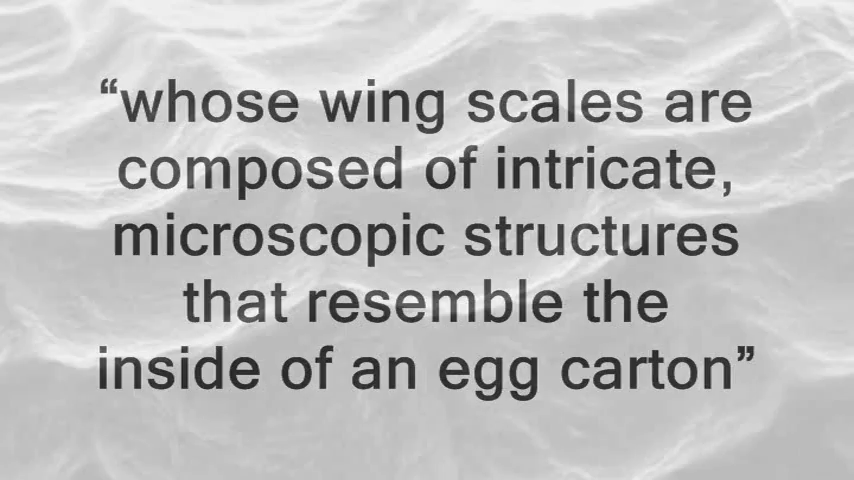 “whose wing scales are
composed of intricate,
microscopic structures
that resemble the
inside of an egg carton”